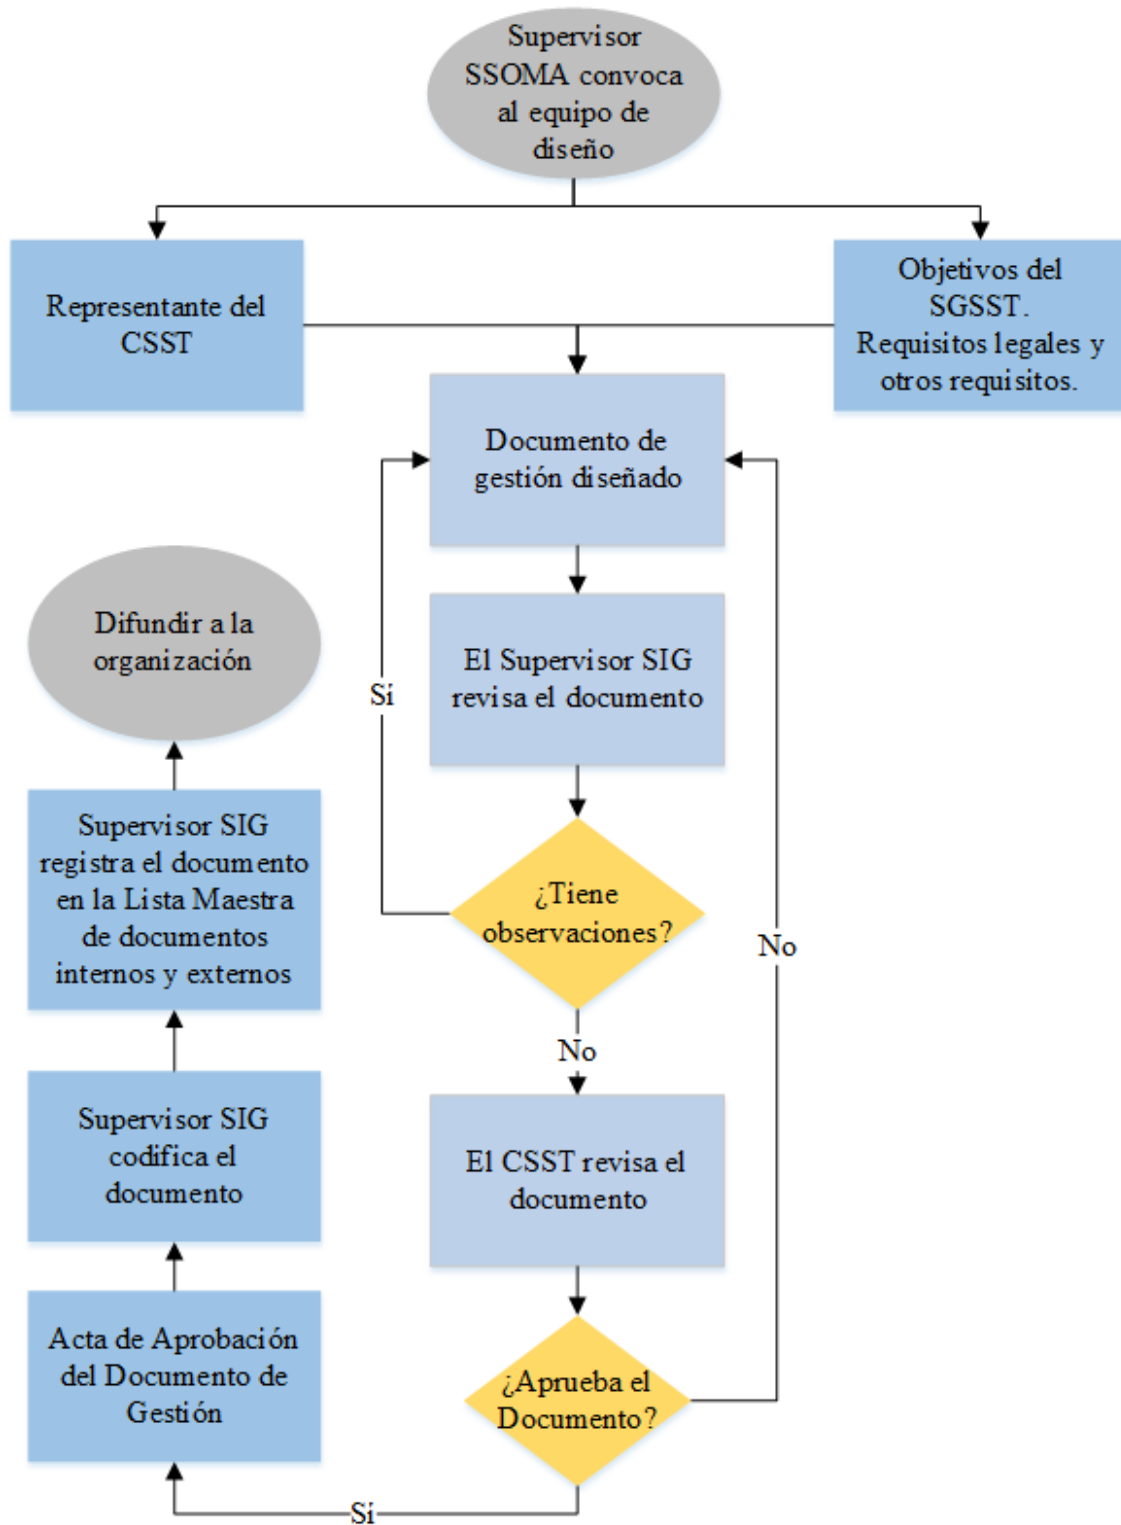 Supervisor
SSOMA convoca
al equipo de
diseño
Representante del
CSST
Objetivos del
SGSST.
Requisitos legales y
otros requisitos.
Documento de
gestión diseñado
El Supervisor SIG
revisa el documento
Sí
¿Tiene
observaciones?
No
No
El CSST revisa el
documento
¿Aprueba el
Documento?
Sí
Acta de Aprobación
del Documento de
Gestión
Supervisor SIG
codifica el
documento
Supervisor SIG
registra el documento
en la Lista Maestra
de documentos
internos y externos
Difundir a la
organización